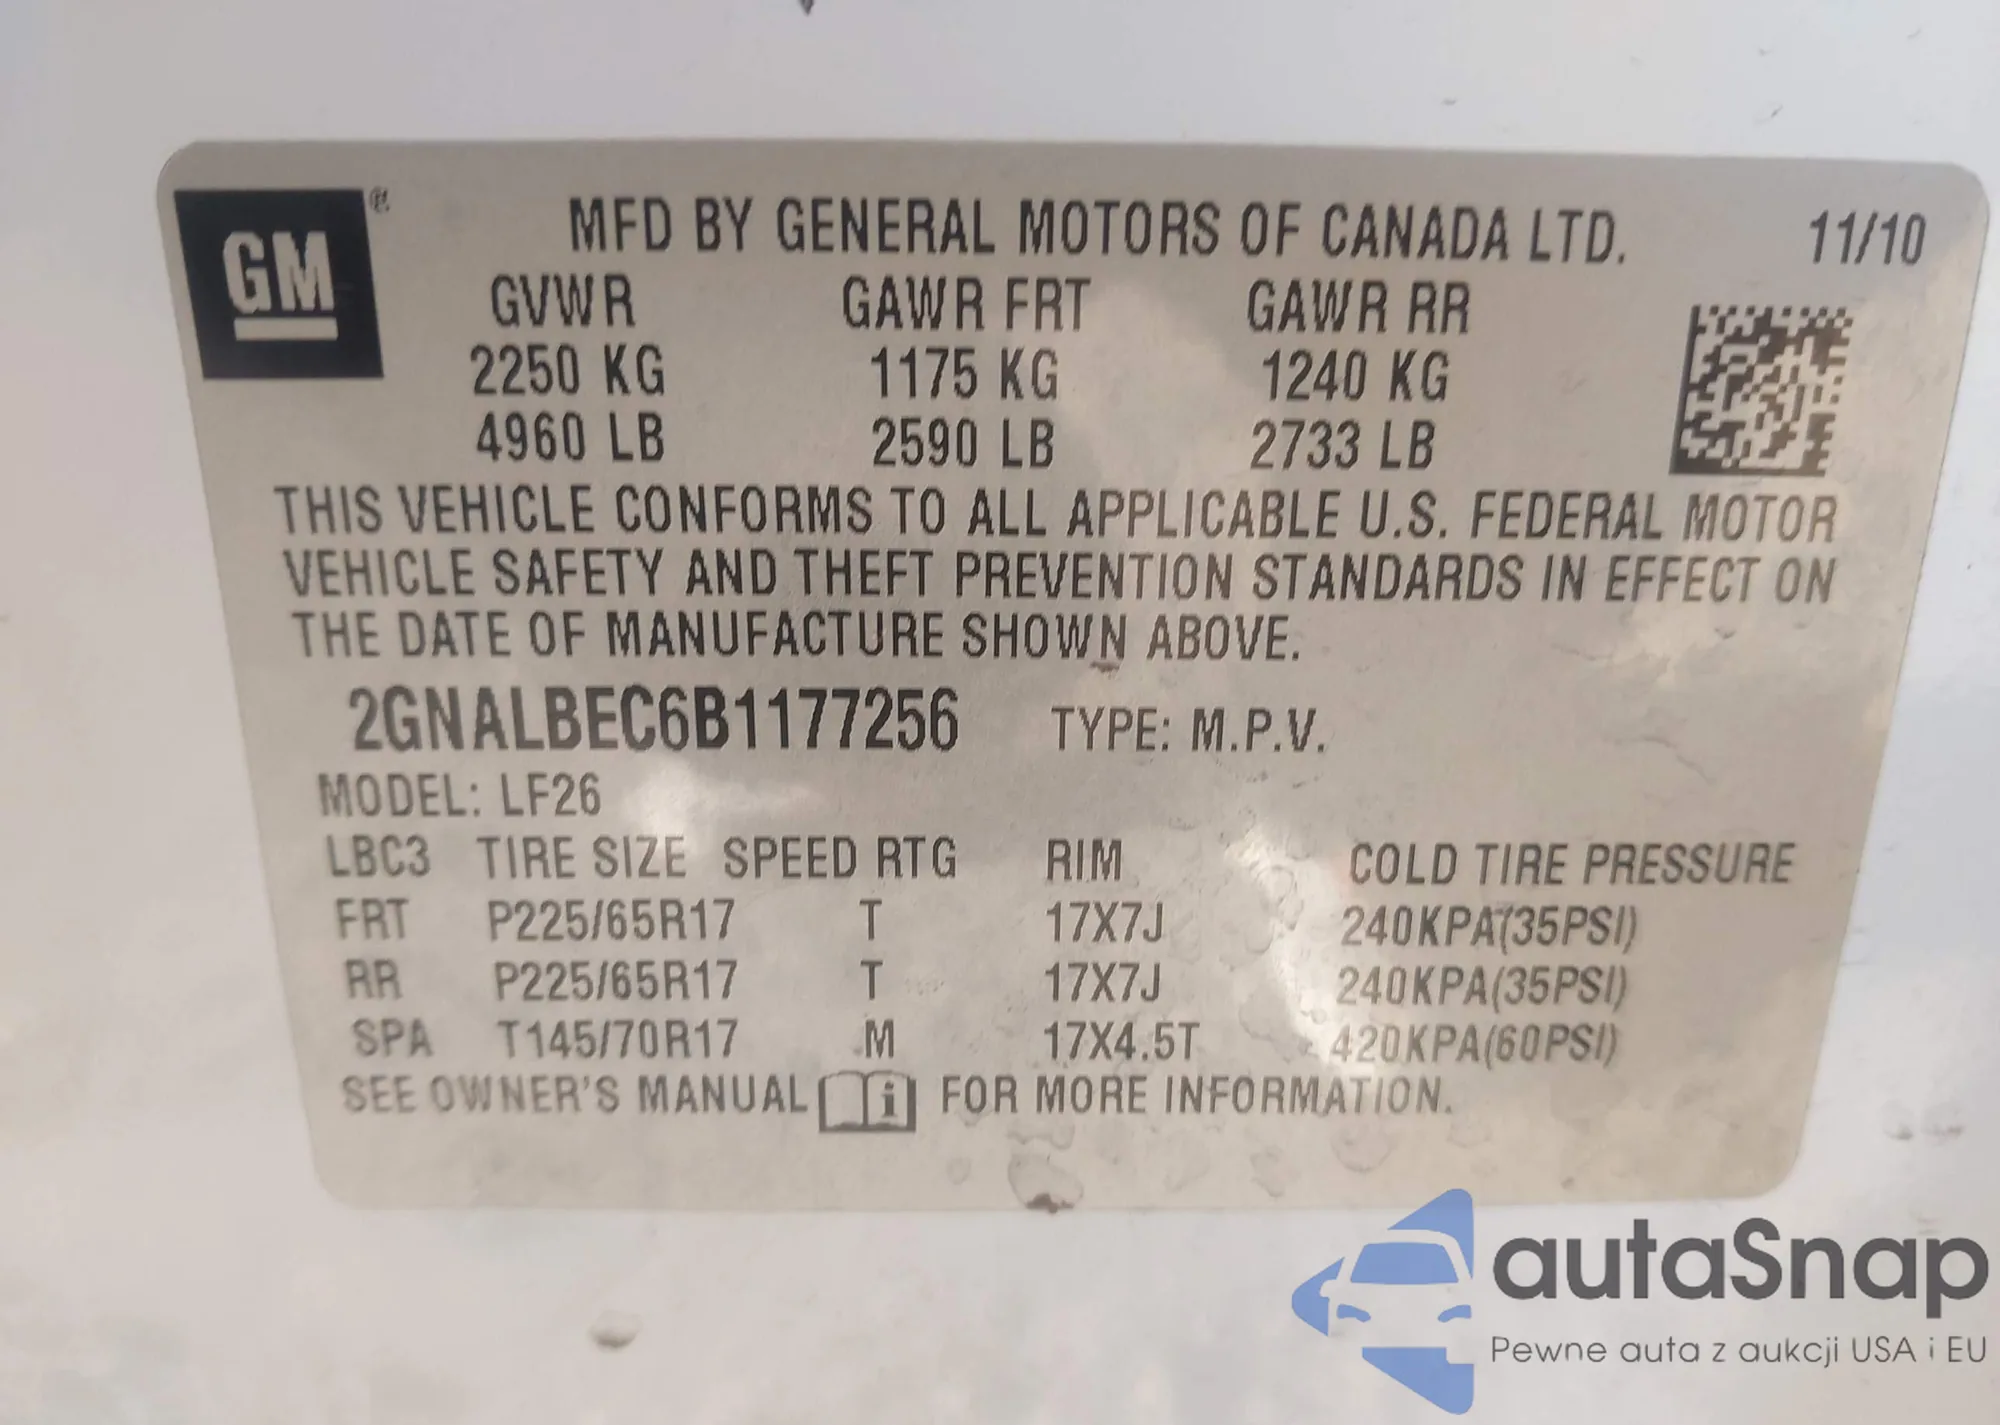 GM ®
MFD BY GENERAL MOTORS OF CANADA LTD. 11/10
GVWR GAWR FRT GAWR RR
2250 KG 1175 KG 1240 KG
4960 LB 2590 LB 2733 LB
THIS VEHICLE CONFORMS TO ALL APPLICABLE U.S. FEDERAL MOTOR
VEHICLE SAFETY AND THEFT PREVENTION STANDARDS IN EFFECT ON
THE DATE OF MANUFACTURE SHOWN ABOVE.
2GNALBEC6B1177256 TYPE: M.P.V.
MODEL: LF26
LBC3 TIRE SIZE SPEED RTG RIM COLD TIRE PRESSURE
FRT P225/65R17 T 17X7J 240KPA(35PSI)
RR P225/65R17 T 17X7J 240KPA(35PSI)
SPA T145/70R17 M 17X4.5T 420KPA(60PSI)
SEE OWNER'S MANUAL i FOR MORE INFORMATION.
autaSnap
Pewne auta z aukcji USA i EU